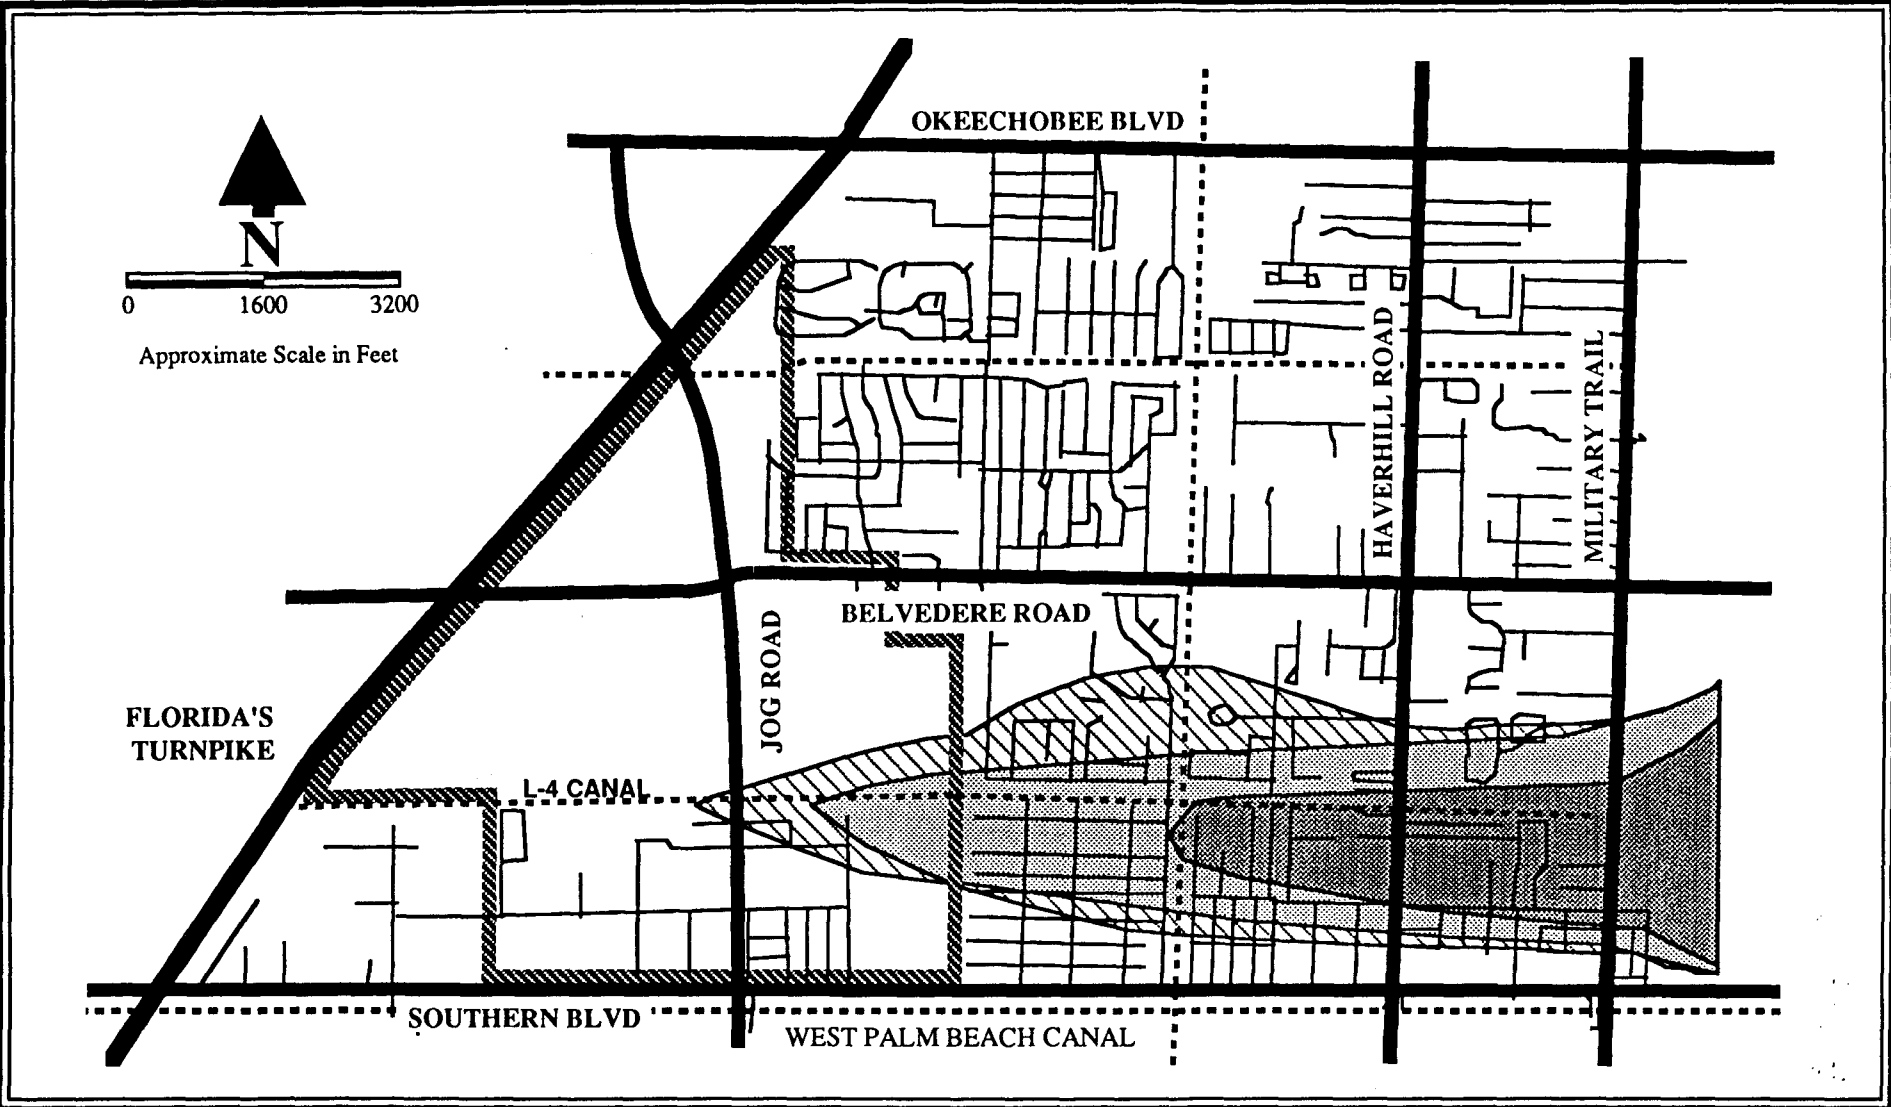 OKEECHOBEE BLVD
N
0 1600 3200
Approximate Scale in Feet
HAVERHILL ROAD
MILITARY TRAIL
BELVEDERE ROAD
JOG ROAD
FLORIDA'S
TURNPIKE
L-4 CANAL
SOUTHERN BLVD
WEST PALM BEACH CANAL